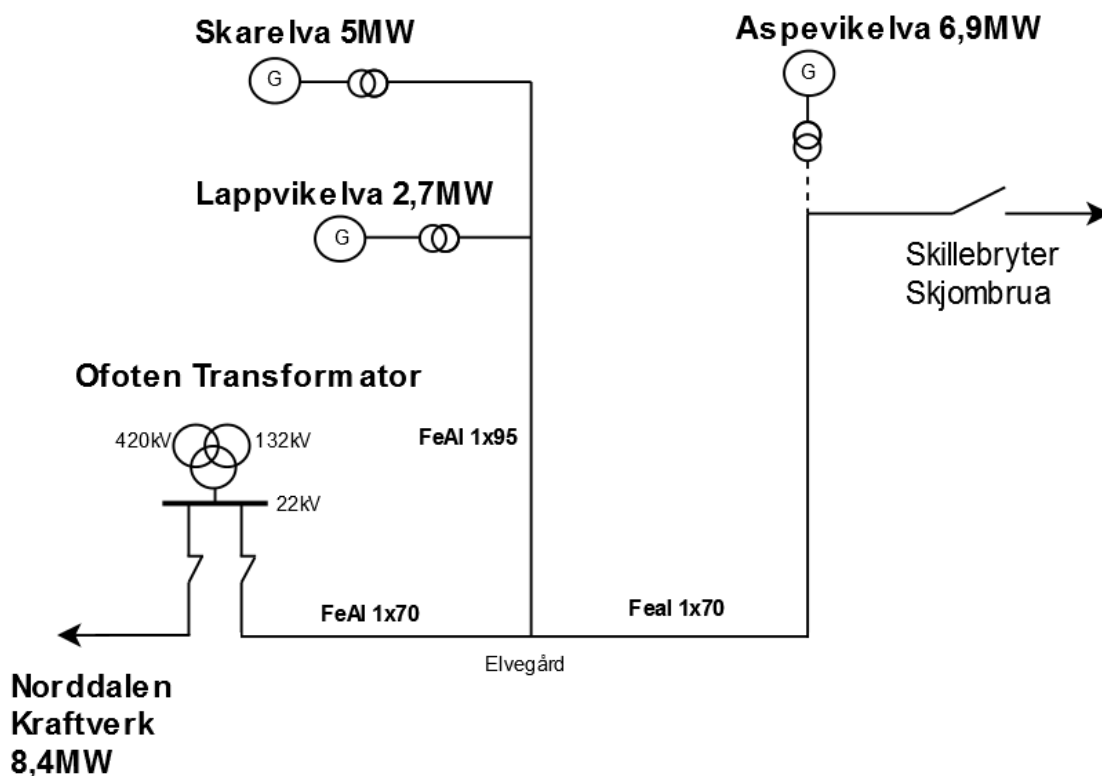 Skarelva 5MW
G
Aspevikelva 6,9MW
G
Lappvikelva 2,7MW
G
Skillebryter
Skjombrua
Ofoten Transformator
420kV
132kV
22kV
FeAl 1x95
FeAl 1x70
Feal 1x70
Elvegård
Norddalen
Kraftverk
8,4MW